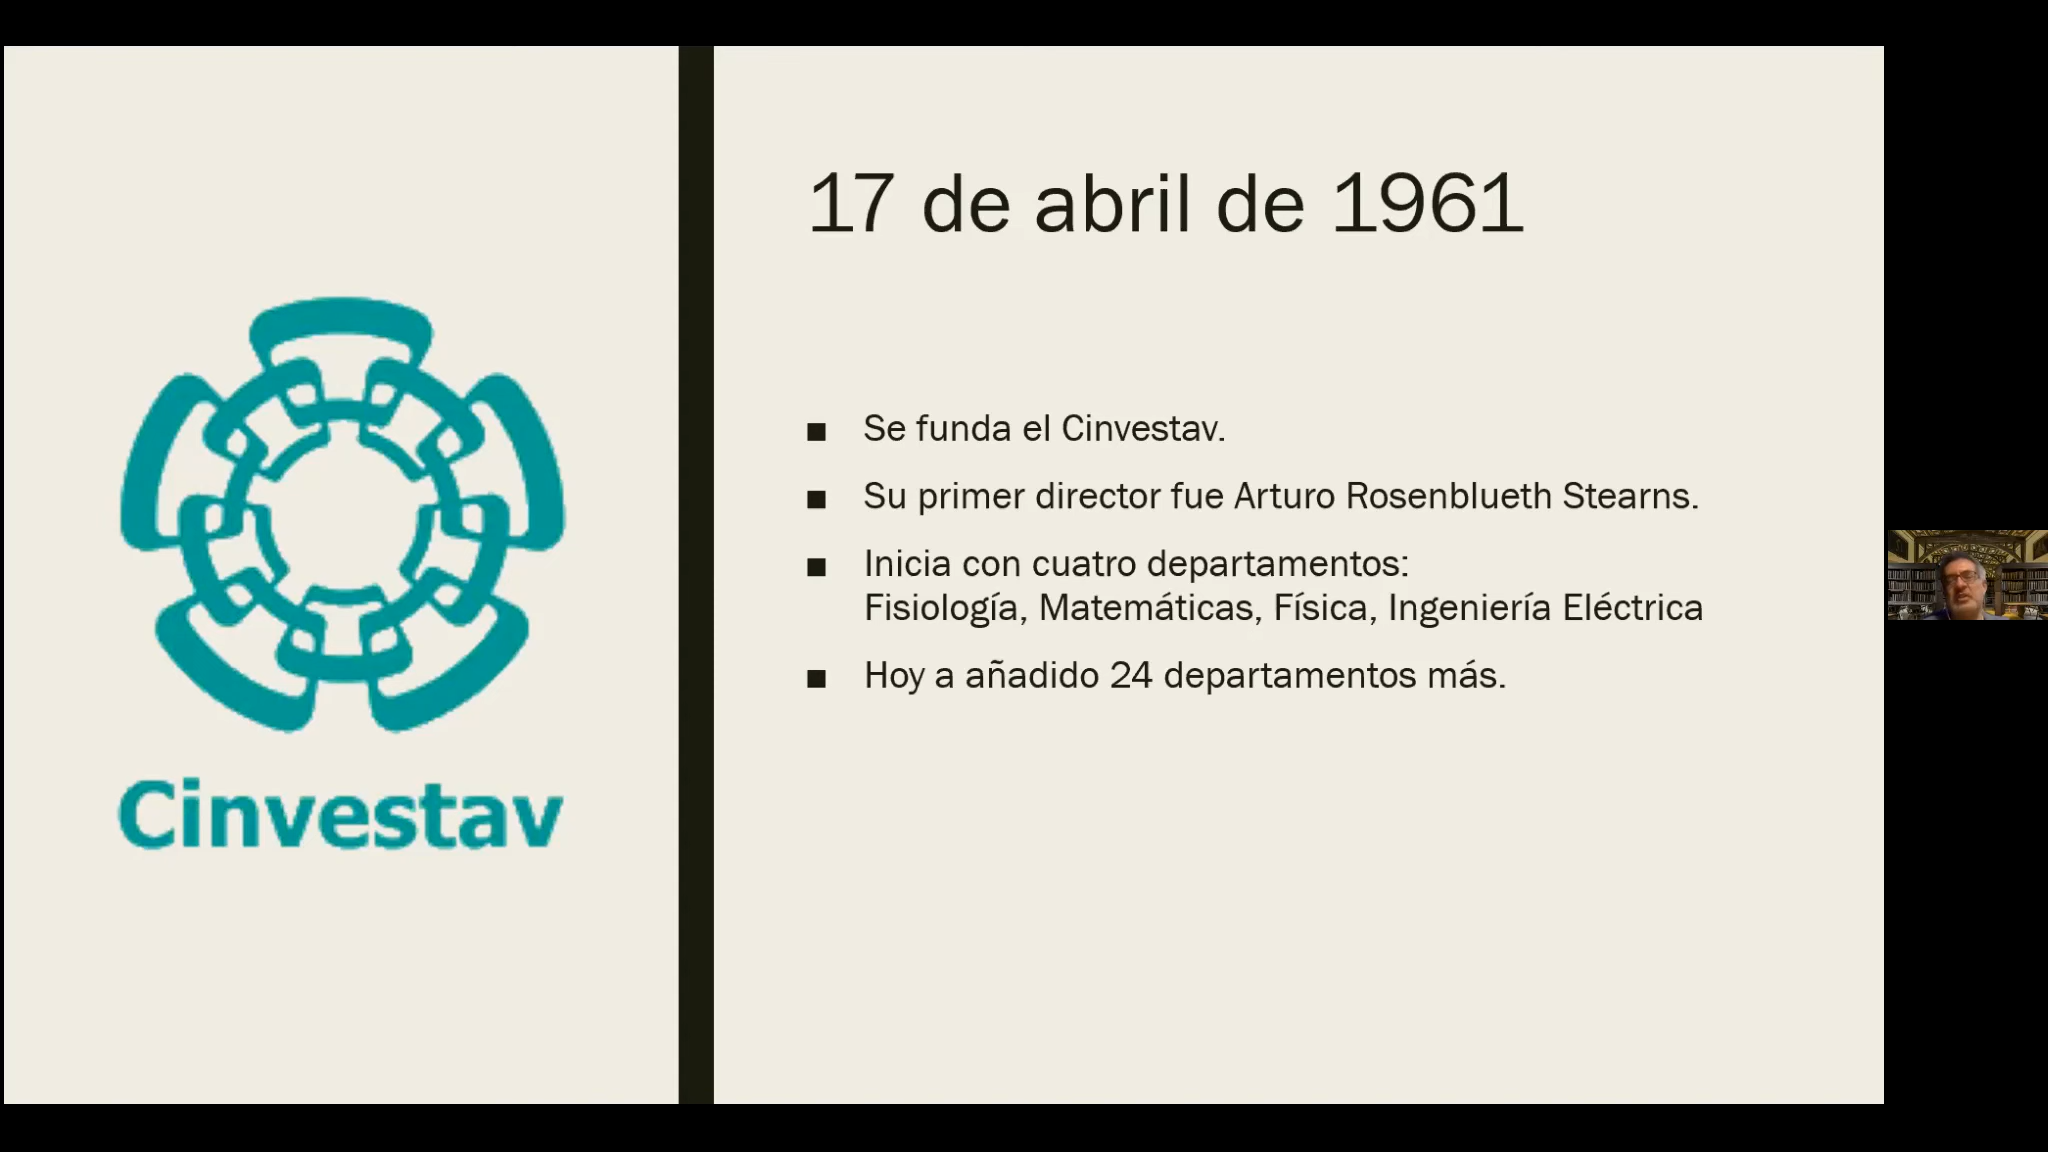 Cinvestav
17 de abril de 1961
■ Se funda el Cinvestav.
■ Su primer director fue Arturo Rosenblueth Stearns.
■ Inicia con cuatro departamentos:
Fisiología, Matemáticas, Física, Ingeniería Eléctrica
■ Hoy a añadido 24 departamentos más.